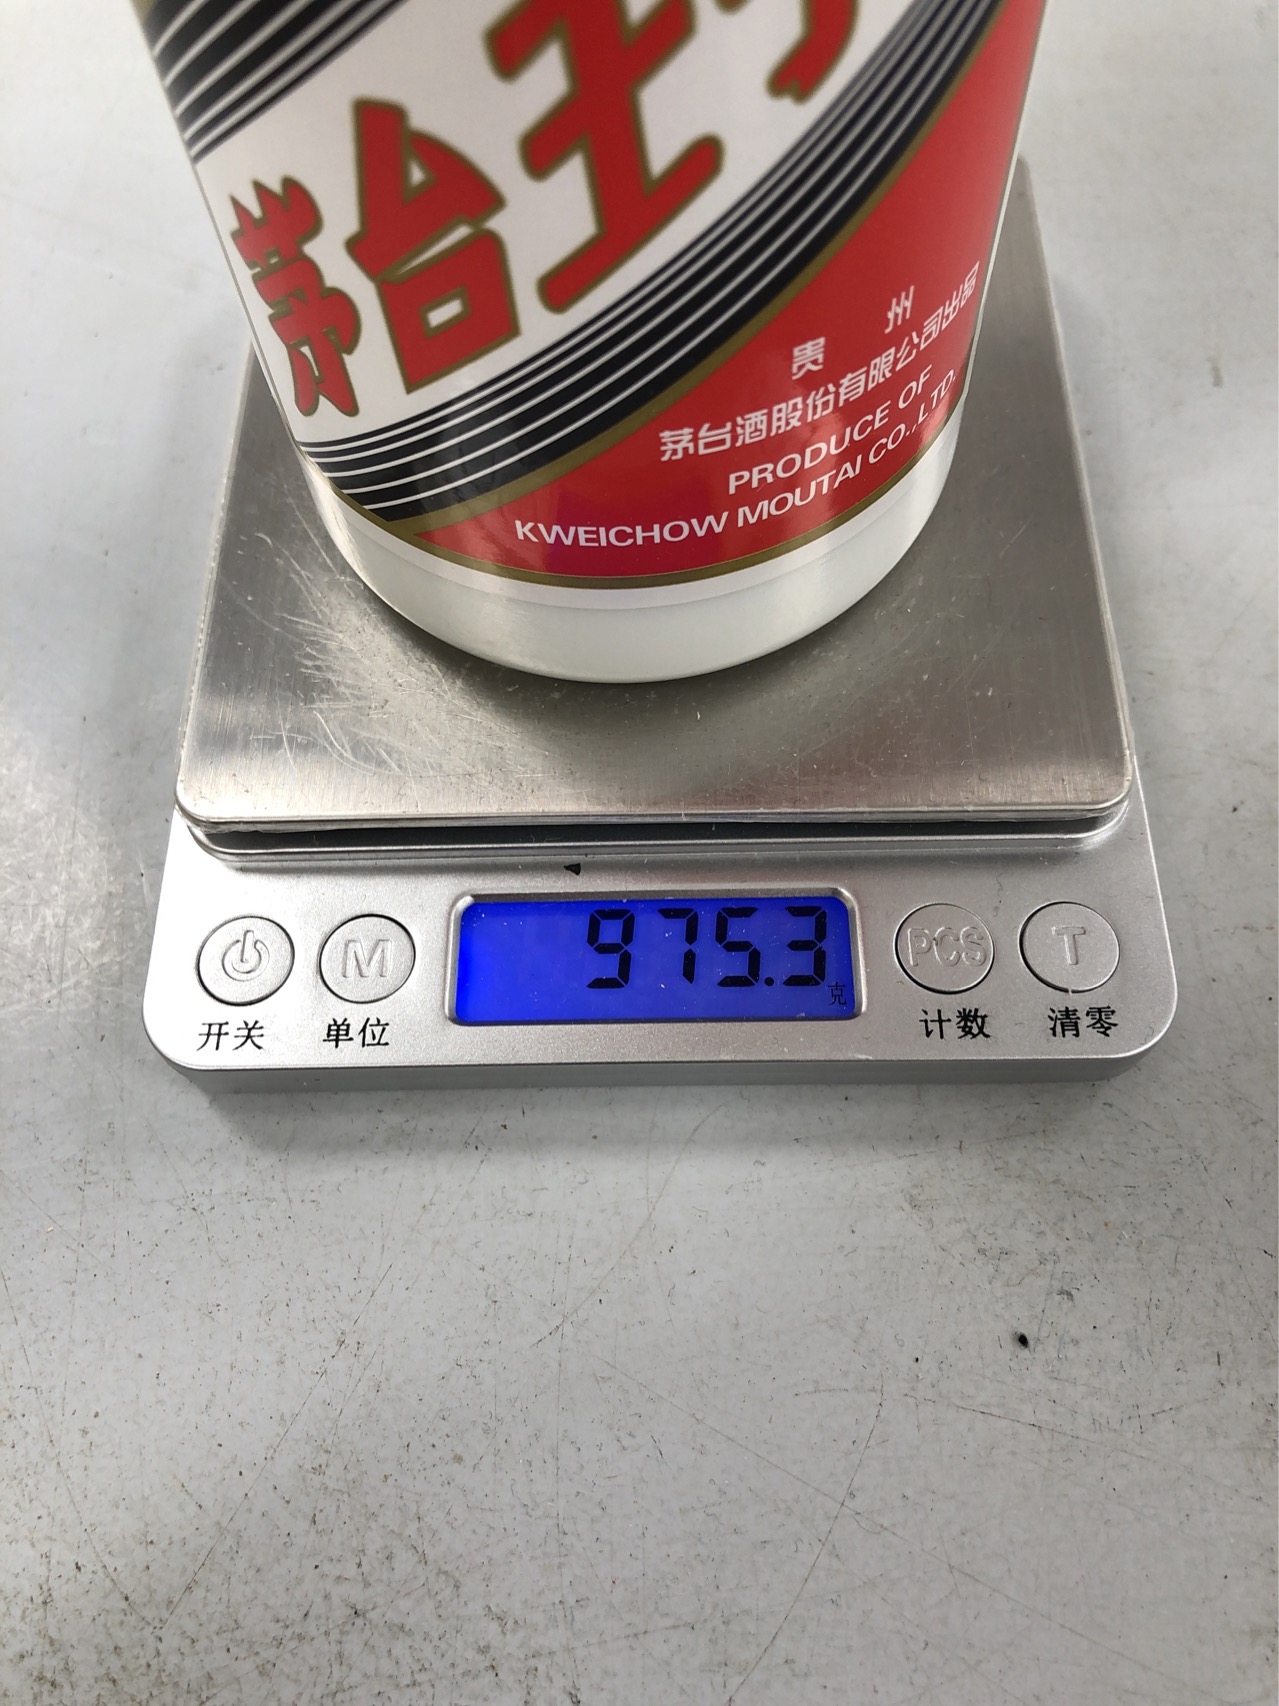 茅台王
贵州
茅台酒股份有限公司出品
PRODUCE OF
KWEICHOW MOUTAI CO.,LTD.
975.3
克
M
PCS
T
开关
单位
计数
清零